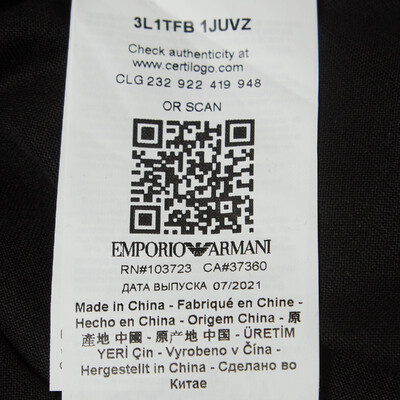 3L1TFB 1JUVZ
Check authenticity at
www.certilogo.com
CLG 232 922 419 948
OR SCAN
EMPORIO ARMANI
RN#103723 CA#37360
ДАТА ВЫПУСКА 07/2021
Made in China - Fabriqué en Chine -
Hecho en China - Origem China - 原
產地 中國 - 原产地 中国 - ÜRETİM
YERİ Çin - Vyrobeno v Čína -
Hergestellt in China - Сделано во
Китае